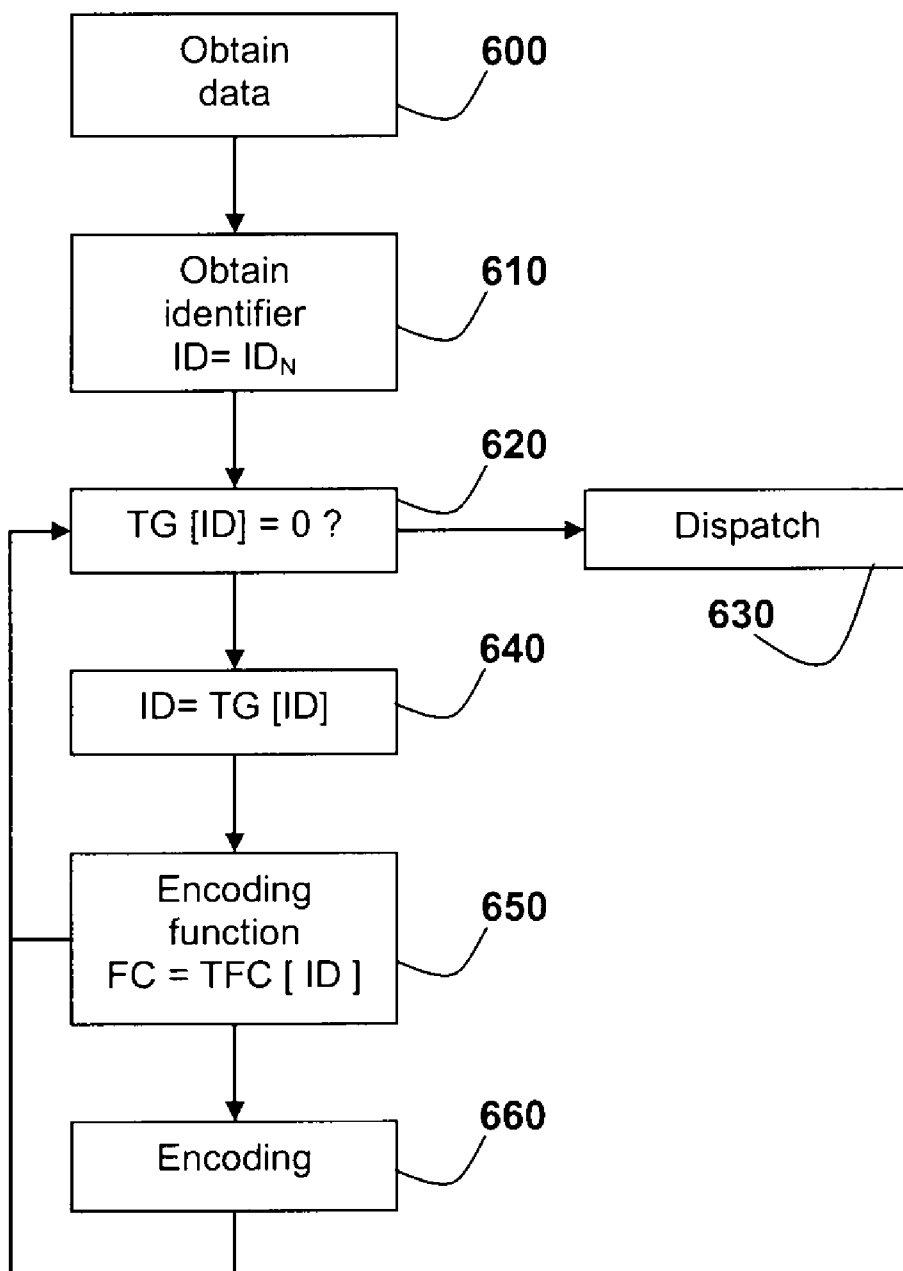 Obtain
data
600
Obtain
identifier
ID= IDN
610
620
TG [ID] = 0 ?
Dispatch
630
640
ID= TG [ID]
Encoding
function
FC = TFC [ ID ]
650
660
Encoding